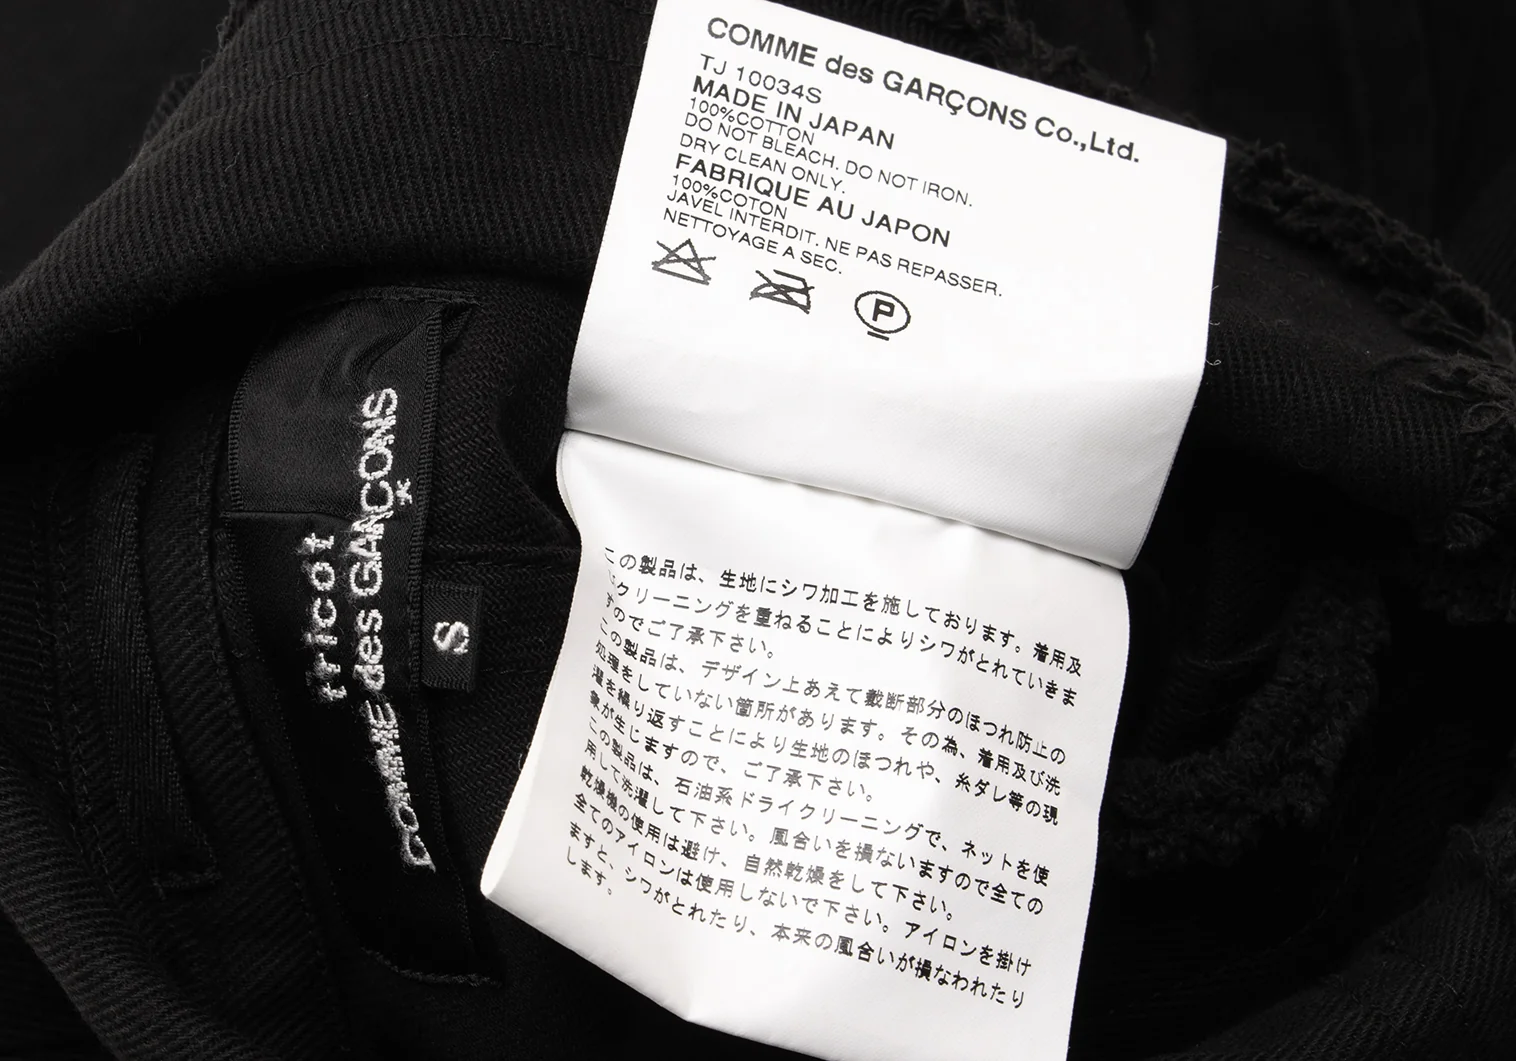 COMME des GARÇONS Co.,Ltd.
TJ 10034S
MADE IN JAPAN
100%COTTON
DO NOT BLEACH. DO NOT IRON.
DRY CLEAN ONLY.
FABRIQUE AU JAPON
100%COTON
JAVEL INTERDIT. NE PAS REPASSER.
NETTOYAGE A SEC.
P
tricot
COMME des GARÇONS
S
この製品は、生地にシワ加工を施しております。着用及
びクリーニングを重ねることによりシワがとれていきま
すのでご了承下さい。
この製品は、デザイン上あえて裁断部分のほつれ防止の
処理をしていない箇所があります。その為、着用及び洗
濯を繰り返すことにより生地のほつれや、糸ダレ等の現
象が生じますので、ご了承下さい。
この製品は、石油系ドライクリーニングで、ネットを使
用して洗濯して下さい。風合いを損ないますので全ての
乾燥機の使用は避け、自然乾燥をして下さい。
全てのアイロンは使用しないで下さい。アイロンを掛け
ますと、シワがとれたり、本来の風合いが損なわれたり
します。